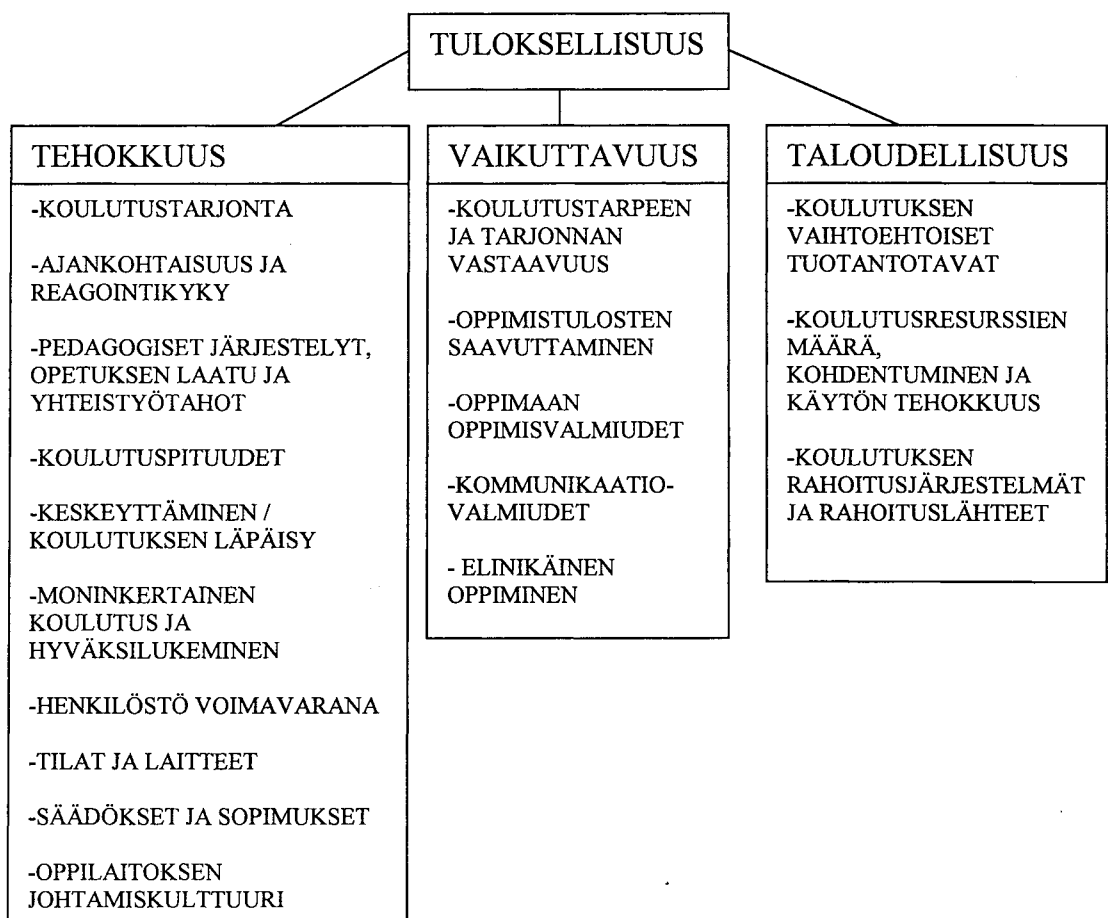 TULOKSELLISUUS
TEHOKKUUS
-KOULUTUSTARJONTA
-AJANKOHTAISUUS JA
REAGOINTIKYKY
-PEDAGOGISET JÄRJESTELYT,
OPETUKSEN LAATU JA
YHTEISTYÖTAHOT
-KOULUTUSPITUUDET
-KESKEYTTÄMINEN /
KOULUTUKSEN LÄPÄISY
-MONINKERTAINEN
KOULUTUS JA
HYVÄKSILUKEMINEN
-HENKILÖSTÖ VOIMAVARANA
-TILAT JA LAITTEET
-SÄÄDÖKSET JA SOPIMUKSET
-OPPILAITOKSEN
JOHTAMISKULTTUURI
VAIKUTTAVUUS
-KOULUTUSTARPEEN
JA TARJONNAN
VASTAAVUUS
-OPPIMISTULOSTEN
SAAVUTTAMINEN
-OPPIMAAN
OPPIMISVALMIUDET
-KOMMUNIKAATIO-
VALMIUDET
- ELINIKÄINEN
OPPIMINEN
TALOUDELLISUUS
-KOULUTUKSEN
VAIHTOEHTOISET
TUOTANTOTAVAT
-KOULUTUSRESURSSIEN
MÄÄRÄ,
KOHDENTUMINEN JA
KÄYTÖN TEHOKKUUS
-KOULUTUKSEN
RAHOITUSJÄRJESTELMÄT
JA RAHOITUSLÄHTEET